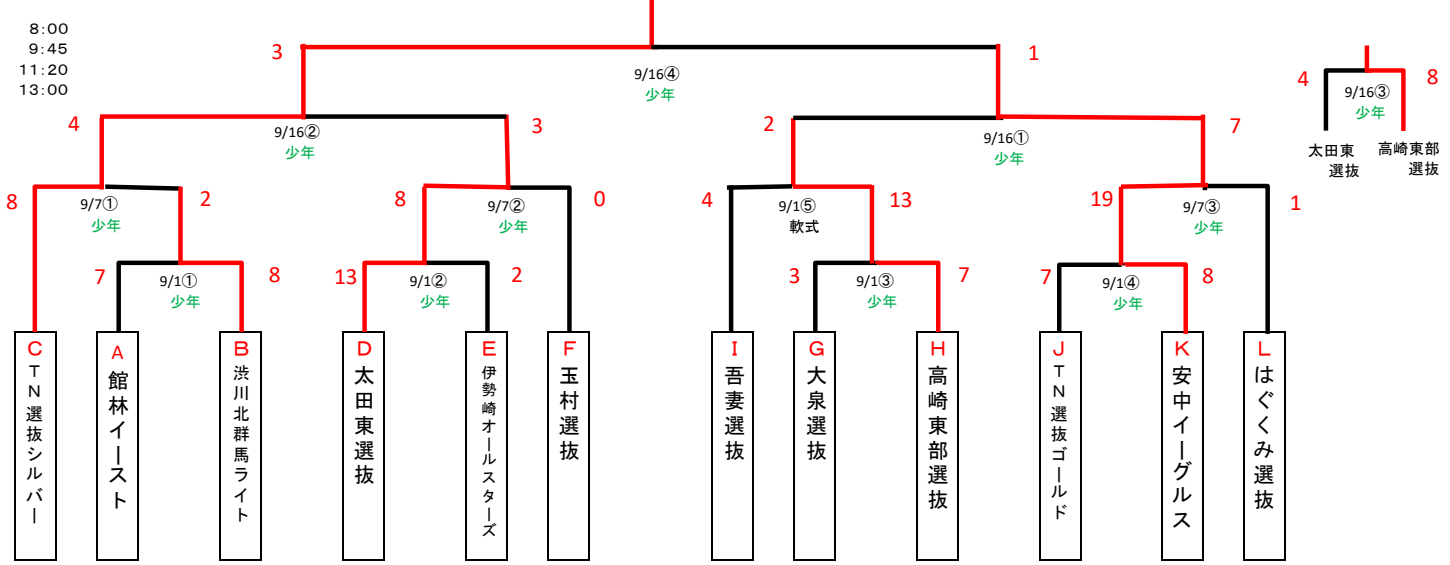 8:00
9:45
11:20
13:00
3
1
9/16④
少年
4
8
9/16③
少年
太田東
選抜
高崎東部
選抜
4
3
9/16②
少年
2
7
9/16①
少年
8
2
9/7①
少年
8
0
9/7②
少年
4
13
9/1⑤
軟式
19
1
9/7③
少年
7
8
9/1①
少年
13
2
9/1②
少年
3
7
9/1③
少年
7
8
9/1④
少年
C
TN選抜シルバー
A
館林イースト
B
渋川北群馬ライト
D
太田東選抜
E
伊勢崎オールスターズ
F
玉村選抜
I
吾妻選抜
G
大泉選抜
H
高崎東部選抜
J
TN選抜ゴールド
K
安中イーグルス
L
はぐくみ選抜